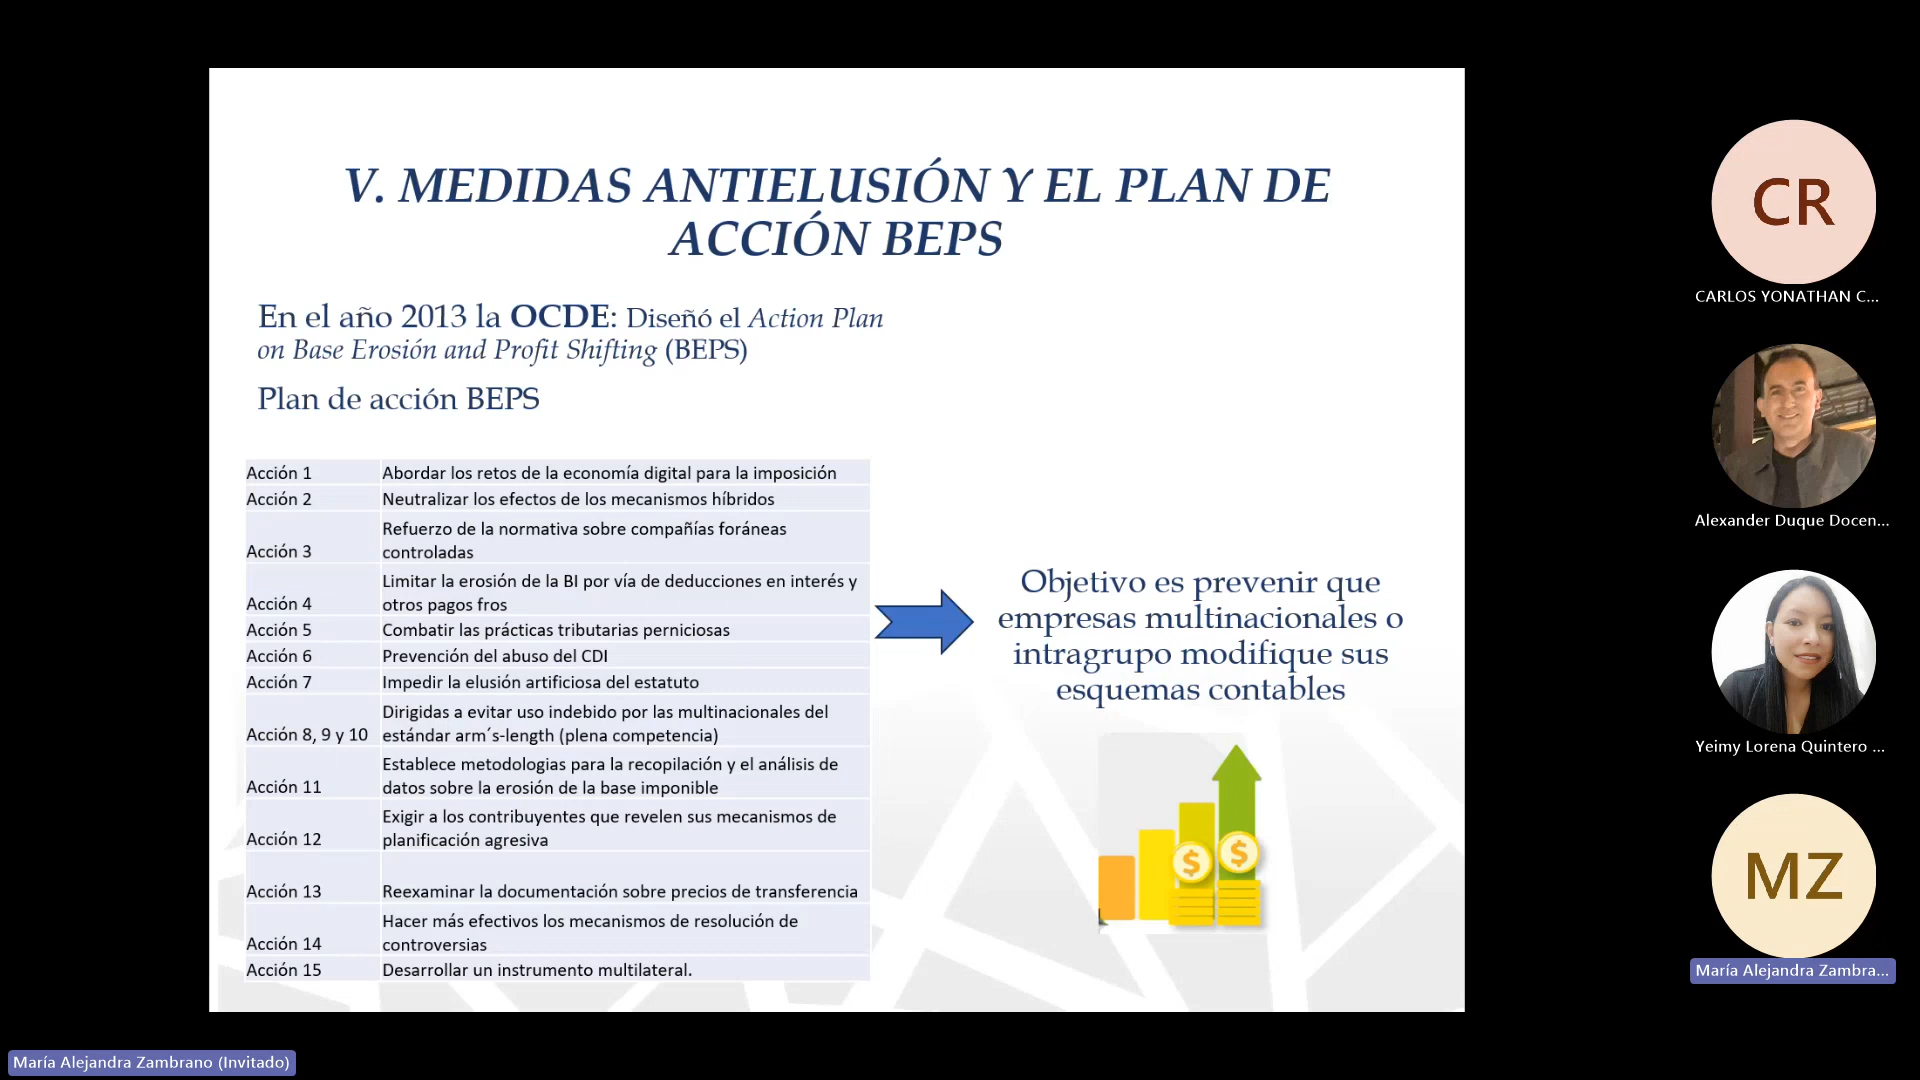 V. MEDIDAS ANTIELUSIÓN Y EL PLAN DE
ACCIÓN BEPS
En el año 2013 la OCDE: Diseñó el Action Plan
on Base Erosión and Profit Shifting (BEPS)
Plan de acción BEPS
Acción 1 Abordar los retos de la economía digital para la imposición
Acción 2 Neutralizar los efectos de los mecanismos híbridos
Acción 3 Refuerzo de la normativa sobre compañías foráneas
controladas
Acción 4 Limitar la erosión de la BI por vía de deducciones en interés y
otros pagos fros
Acción 5 Combatir las prácticas tributarias perniciosas
Acción 6 Prevención del abuso del CDI
Acción 7 Impedir la elusión artificiosa del estatuto
Acción 8, 9 y 10 Dirigidas a evitar uso indebido por las multinacionales del
estándar arm´s-length (plena competencia)
Acción 11 Establece metodologías para la recopilación y el análisis de
datos sobre la erosión de la base imponible
Acción 12 Exigir a los contribuyentes que revelen sus mecanismos de
planificación agresiva
Acción 13 Reexaminar la documentación sobre precios de transferencia
Acción 14 Hacer más efectivos los mecanismos de resolución de
controversias
Acción 15 Desarrollar un instrumento multilateral.
Objetivo es prevenir que
empresas multinacionales o
intragrupo modifique sus
esquemas contables
$ $
CR
CARLOS YONATHAN C...
Alexander Duque Docen...
Yeimy Lorena Quintero ...
MZ
María Alejandra Zambra...
María Alejandra Zambrano (Invitado)